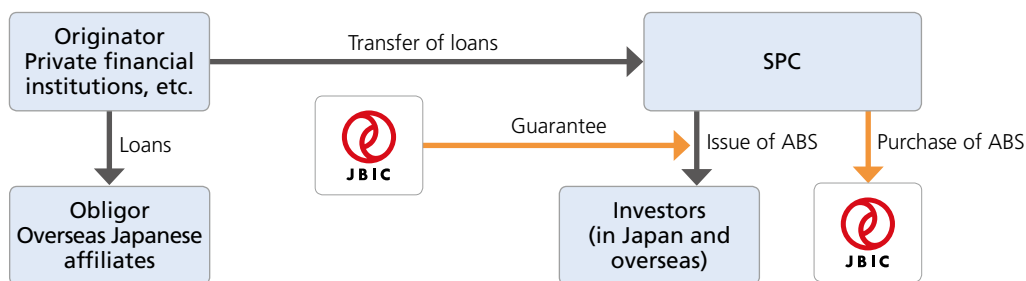 Originator
Private financial
institutions, etc.
Transfer of loans
SPC
Loans
JBIC
Guarantee
Issue of ABS
Purchase of ABS
Obligor
Overseas Japanese
affiliates
Investors
(in Japan and
overseas)
JBIC